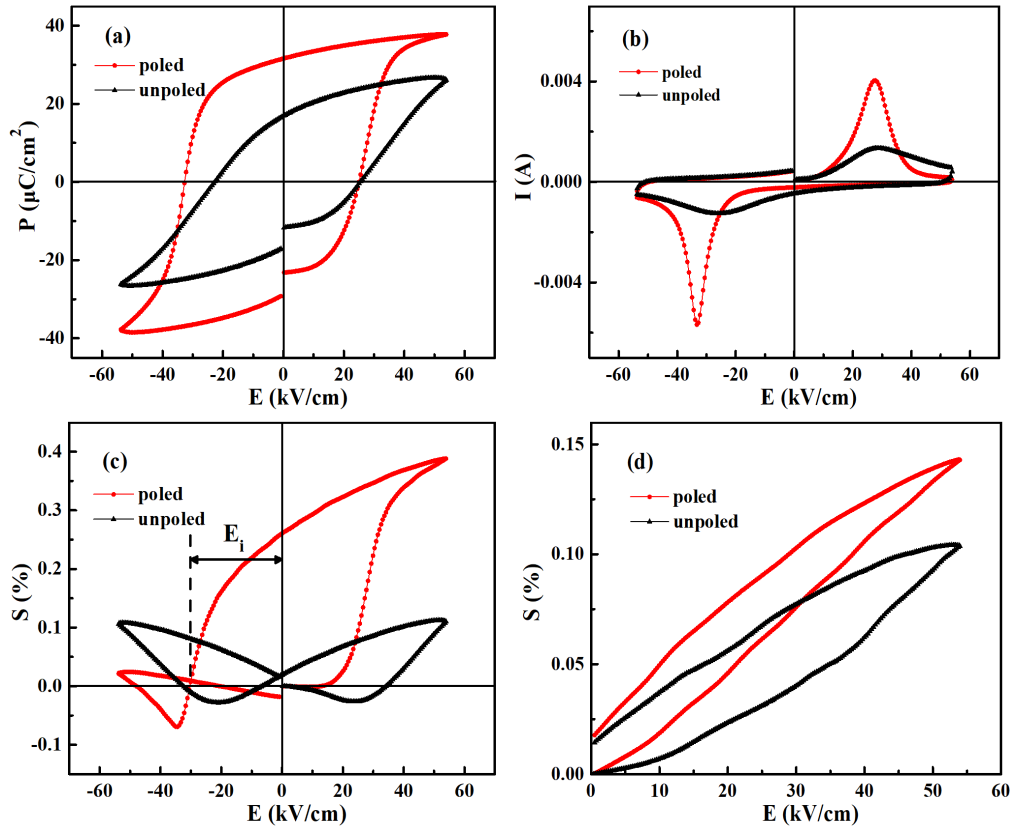 (a)
poled
unpoled
P (μC/cm²)
40
20
0
-20
-40
-60 -40 -20 0 20 40 60
E (kV/cm)
(b)
poled
unpoled
I (A)
0.004
0.000
-0.004
-60 -40 -20 0 20 40 60
E (kV/cm)
(c)
poled
unpoled
Eᵢ
S (%)
0.4
0.3
0.2
0.1
0.0
-0.1
-60 -40 -20 0 20 40 60
E (kV/cm)
(d)
poled
unpoled
S (%)
0.15
0.10
0.05
0.00
0 10 20 30 40 50 60
E (kV/cm)